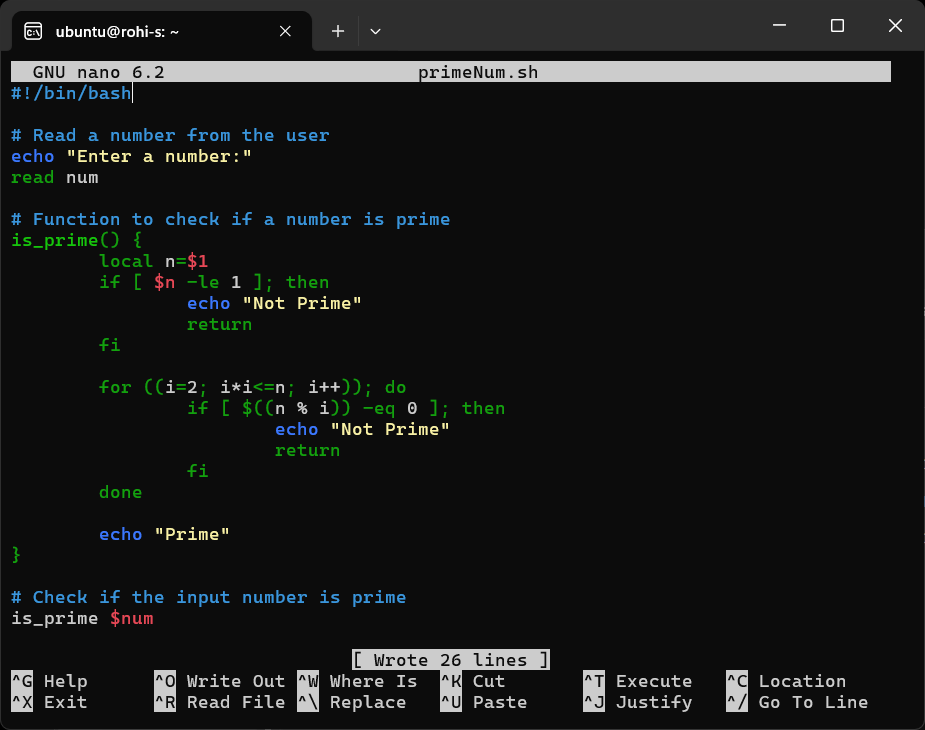 ubuntu@rohi-s: ~
GNU nano 6.2 primeNum.sh
#!/bin/bash
# Read a number from the user
echo "Enter a number:"
read num
# Function to check if a number is prime
is_prime() {
        local n=$1
        if [ $n -le 1 ]; then
                echo "Not Prime"
                return
        fi
        for ((i=2; i*i<=n; i++)); do
                if [ $((n % i)) -eq 0 ]; then
                        echo "Not Prime"
                        return
                fi
        done
        echo "Prime"
}
# Check if the input number is prime
is_prime $num
[ Wrote 26 lines ]
^G Help ^O Write Out ^W Where Is ^K Cut ^T Execute ^C Location
^X Exit ^R Read File ^\ Replace ^U Paste ^J Justify ^/ Go To Line